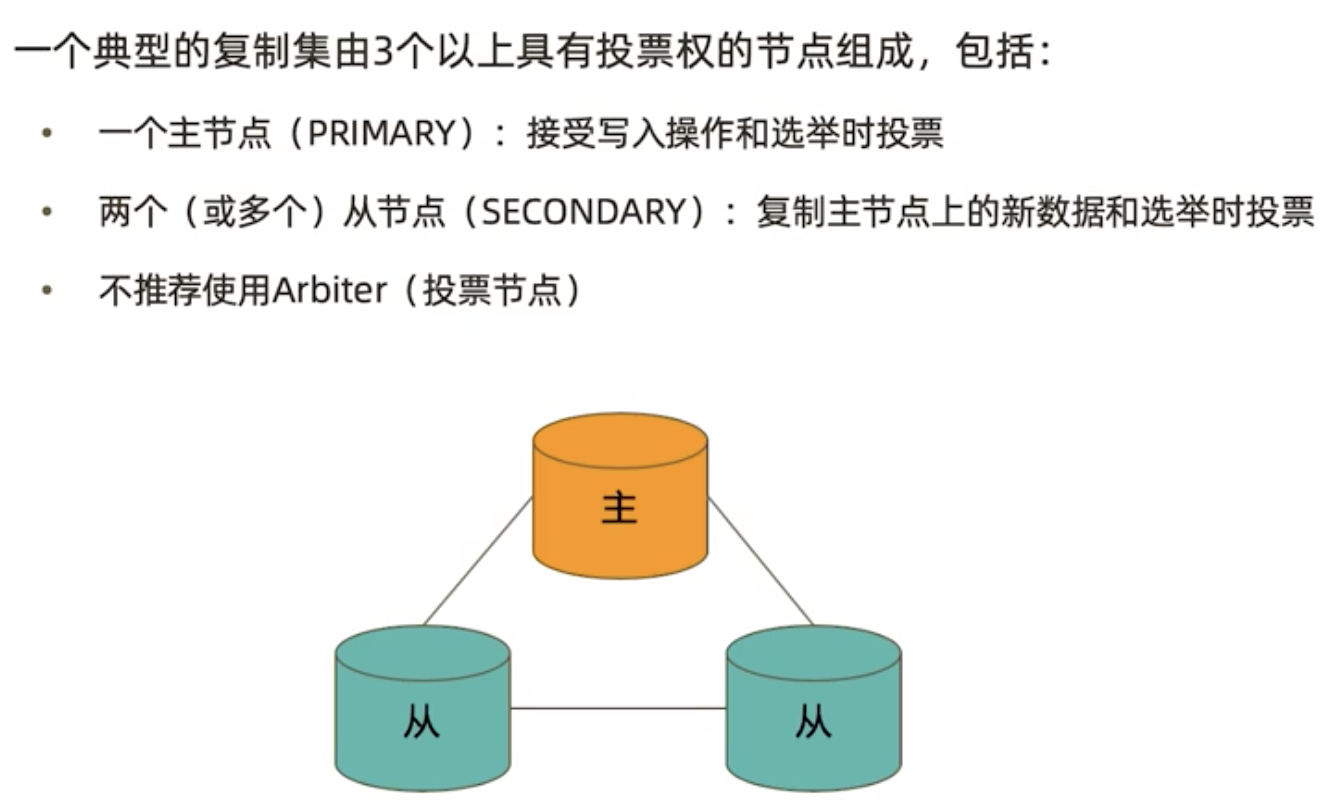 一个典型的复制集由3个以上具有投票权的节点组成，包括：
• 一个主节点（PRIMARY）：接受写入操作和选举时投票
• 两个（或多个）从节点（SECONDARY）：复制主节点上的新数据和选举时投票
• 不推荐使用Arbiter（投票节点）
主
从
从